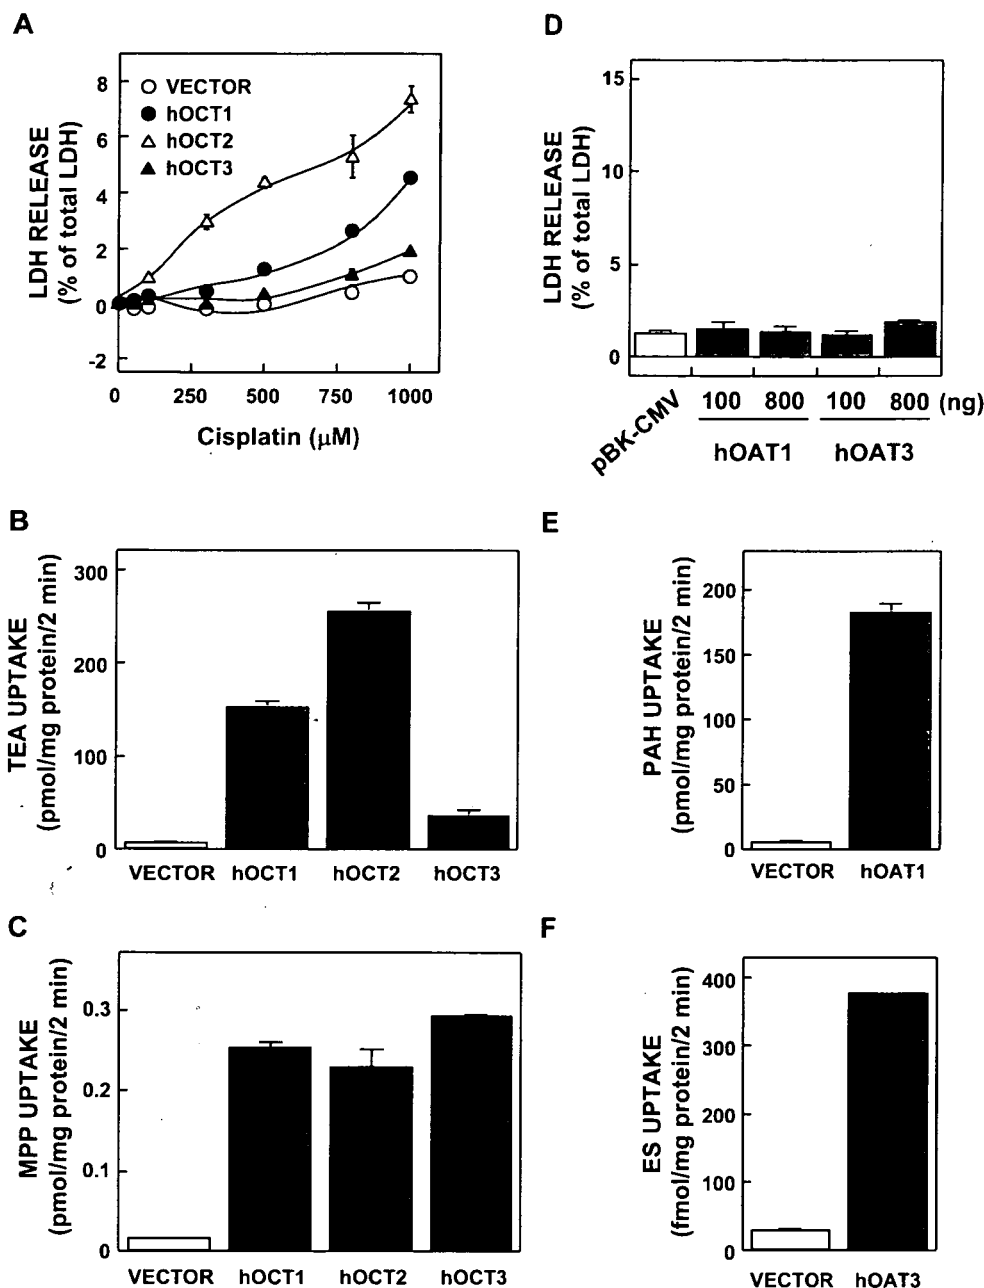 A
LDH RELEASE
(% of total LDH)
8
6
4
2
0
-2
VECTOR
hOCT1
hOCT2
hOCT3
0 250 500 750 1000
Cisplatin (μM)
D
LDH RELEASE
(% of total LDH)
15
10
5
0
pBK-CMV
100 800 100 800 (ng)
hOAT1 hOAT3
B
TEA UPTAKE
(pmol/mg protein/2 min)
300
200
100
0
VECTOR hOCT1 hOCT2 hOCT3
E
PAH UPTAKE
(pmol/mg protein/2 min)
200
150
100
50
0
VECTOR hOAT1
C
MPP UPTAKE
(pmol/mg protein/2 min)
0.3
0.2
0.1
0
VECTOR hOCT1 hOCT2 hOCT3
F
ES UPTAKE
(fmol/mg protein/2 min)
400
300
200
100
0
VECTOR hOAT3